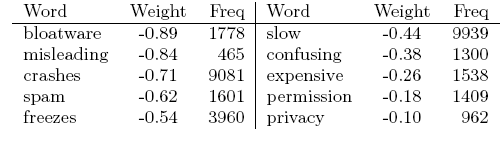 Word Weight Freq Word Weight Freq
bloatware -0.89 1778 slow -0.44 9939
misleading -0.84 465 confusing -0.38 1300
crashes -0.71 9081 expensive -0.26 1538
spam -0.62 1601 permission -0.18 1409
freezes -0.54 3960 privacy -0.10 962